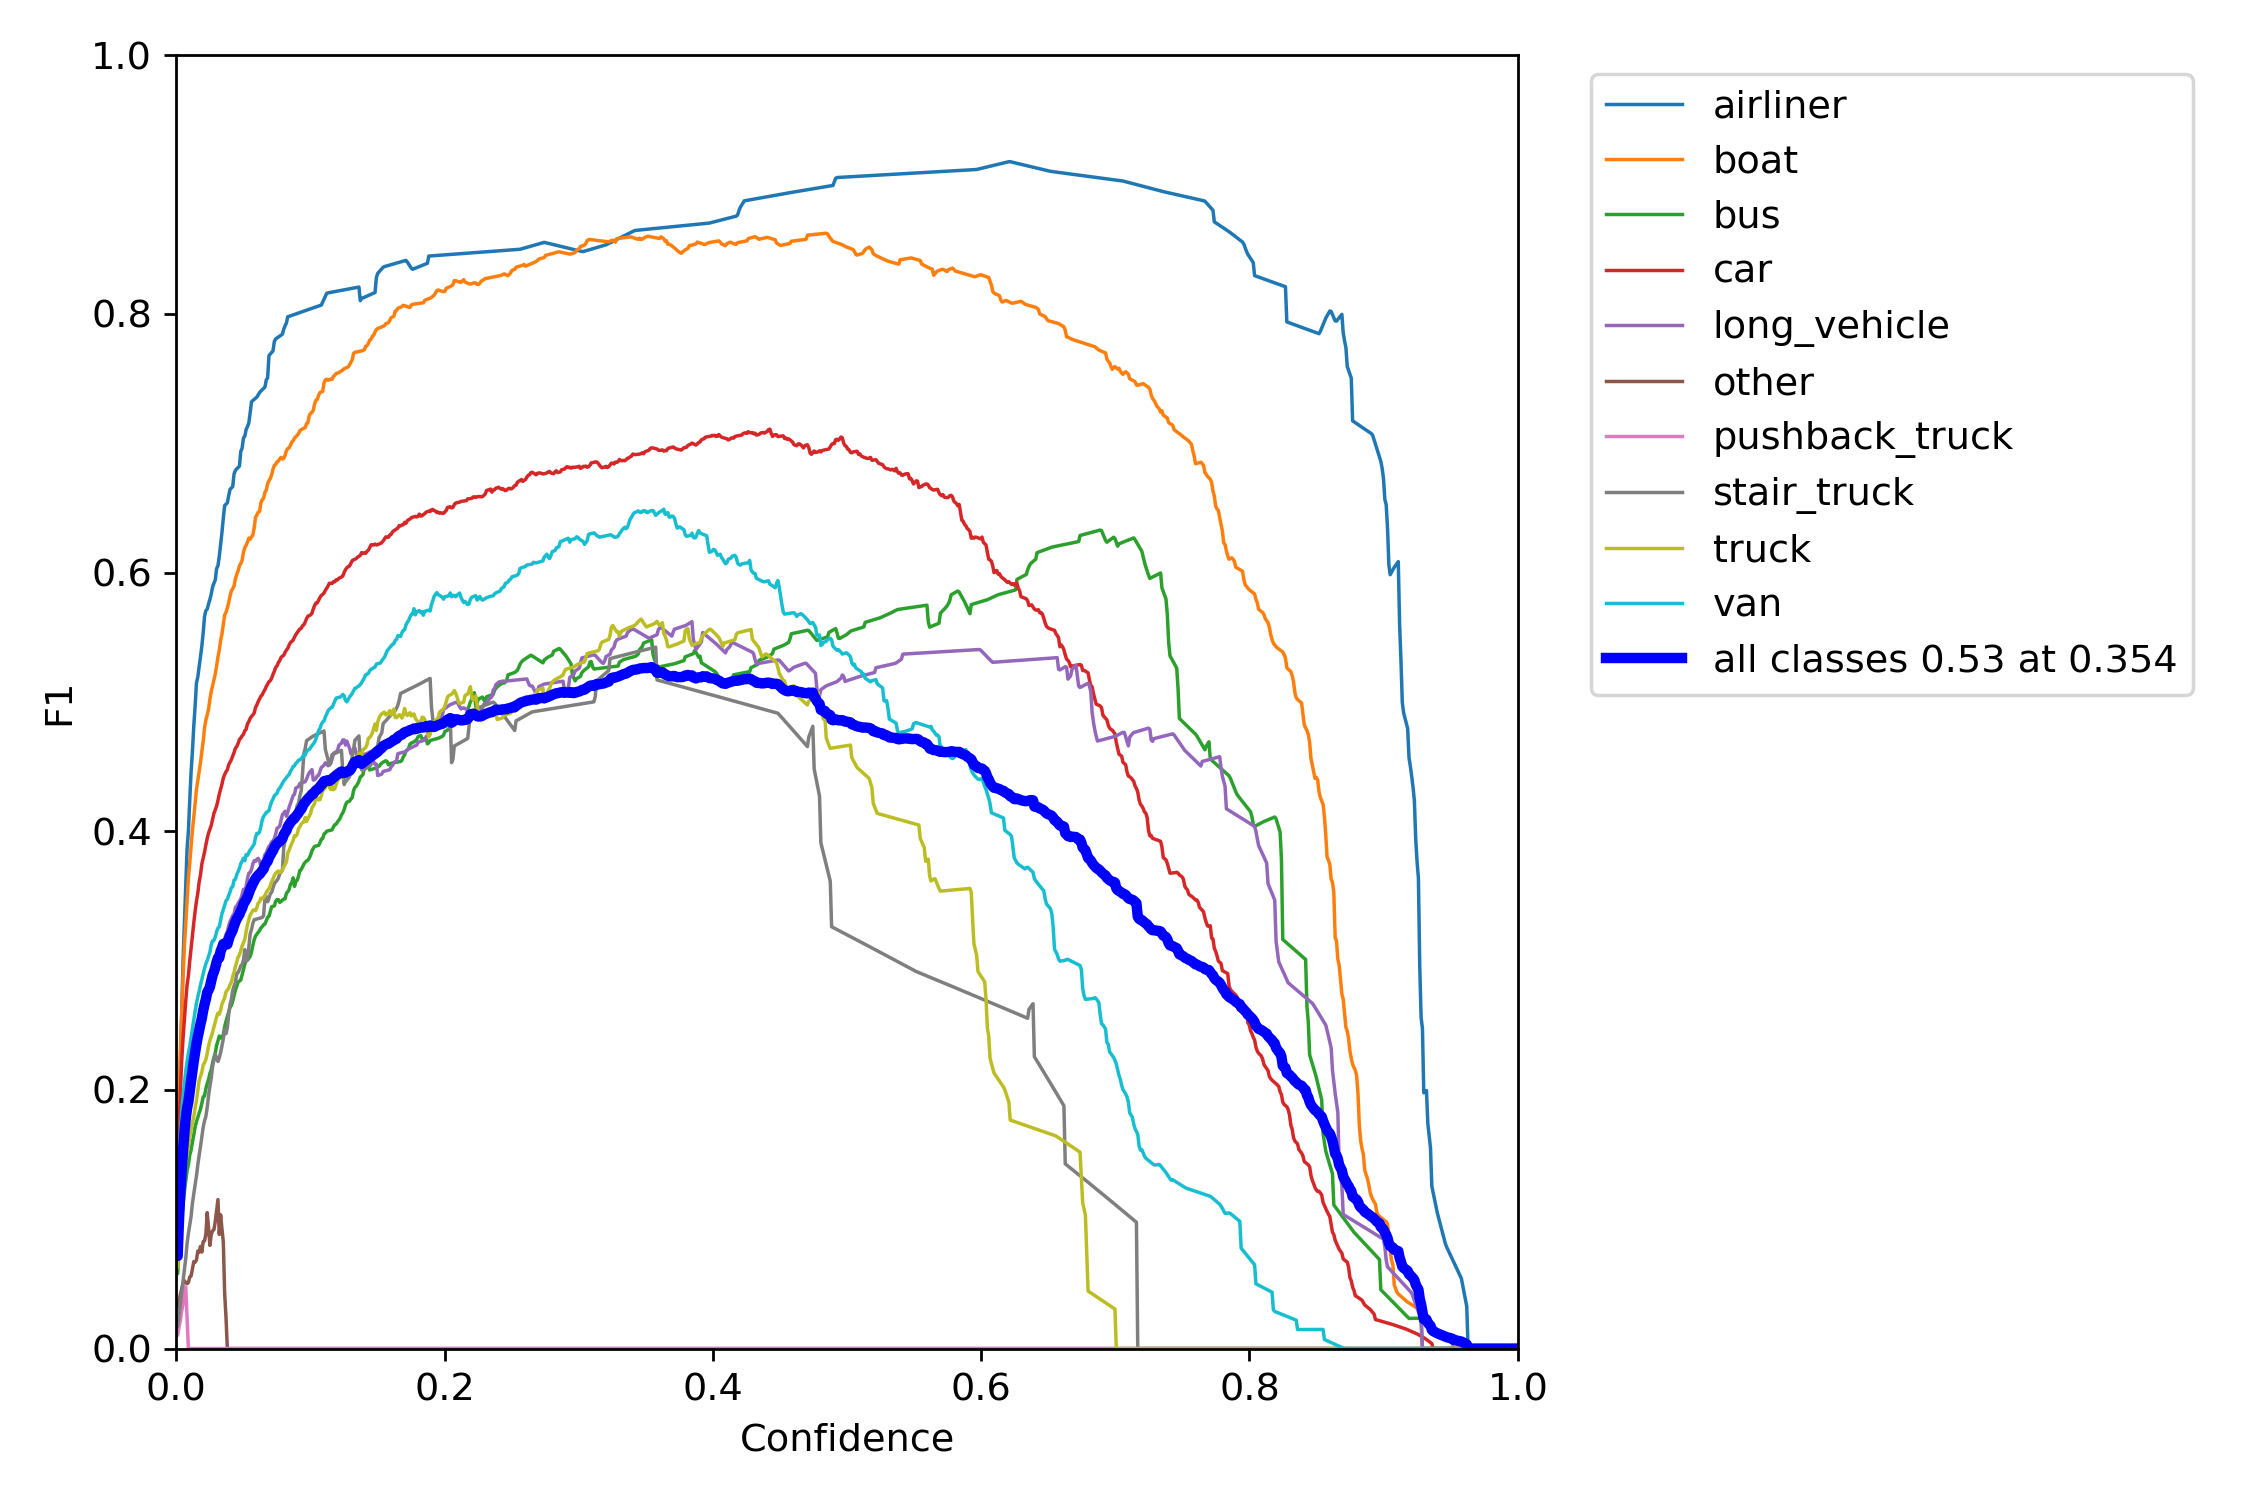 1.0
0.8
0.6
0.4
0.2
0.0
F1
0.0 0.2 0.4 0.6 0.8 1.0
Confidence
airliner
boat
bus
car
long_vehicle
other
pushback_truck
stair_truck
truck
van
all classes 0.53 at 0.354